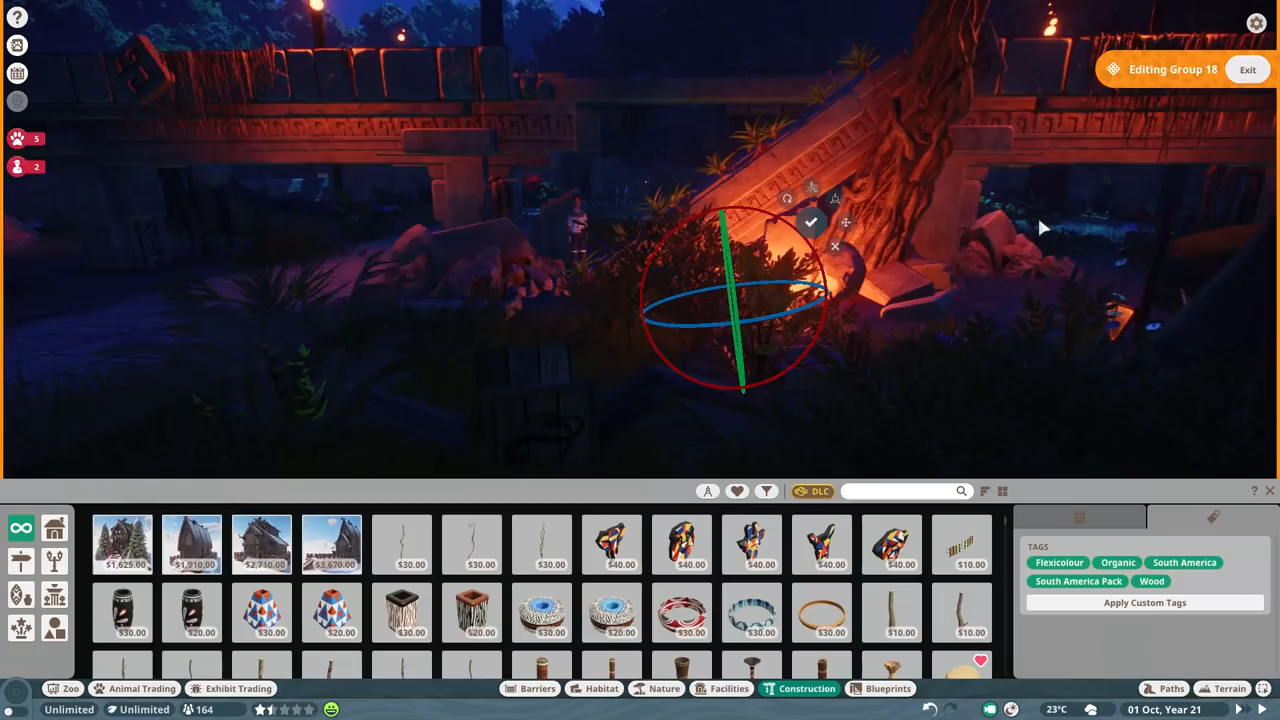 ?
Editing Group 18 Exit
5
2
DLC
? ✕
$1,625.00 $1,910.00 $2,710.00 $3,670.00 $30.00 $30.00 $30.00 $40.00 $40.00 $40.00 $40.00 $40.00 $10.00
TAGS
Flexicolour Organic South America
South America Pack Wood
Apply Custom Tags
$30.00 $20.00 $30.00 $20.00 $30.00 $20.00 $30.00 $20.00 $30.00 $30.00 $30.00 $10.00 $10.00
Zoo Animal Trading Exhibit Trading Barriers Habitat Nature Facilities Construction Blueprints Paths Terrain
Unlimited Unlimited 164 23°C 01 Oct, Year 21